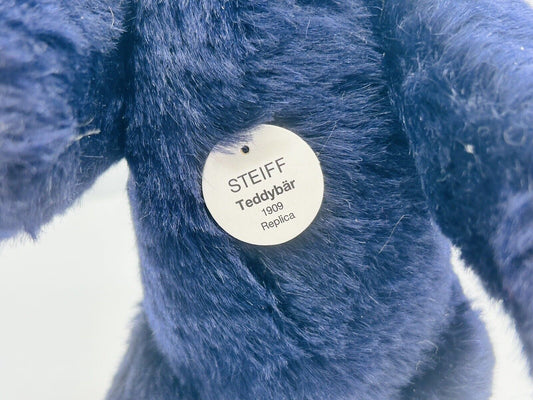 STEIFF
Teddybär
1909
Replica